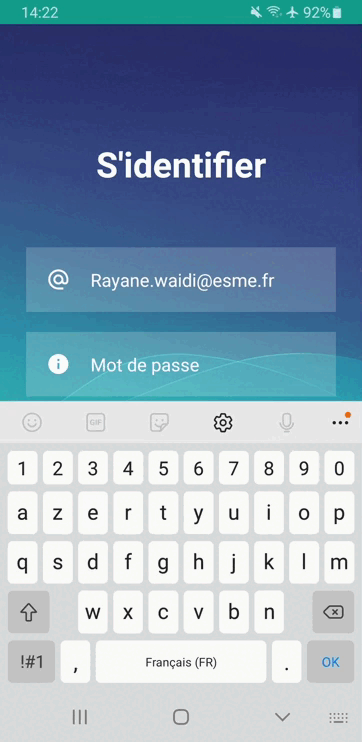 14:22 92%
S'identifier
Rayane.waidi@esme.fr
Mot de passe
GIF
1 2 3 4 5 6 7 8 9 0
a z e r t y u i o p
q s d f g h j k l m
w x c v b n
!#1 , Français (FR) . OK